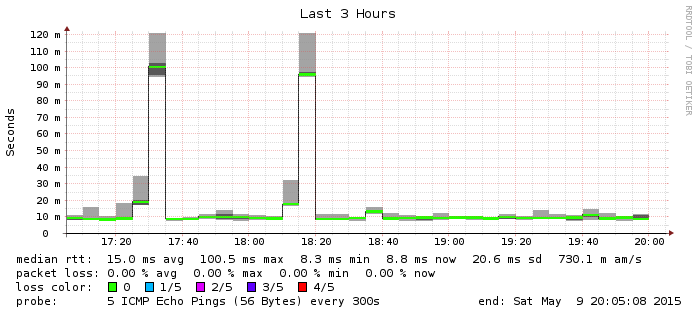 Last 3 Hours
RRDTOOL / TOBI OETIKER
Seconds
120 m
110 m
100 m
90 m
80 m
70 m
60 m
50 m
40 m
30 m
20 m
10 m
0
17:20 17:40 18:00 18:20 18:40 19:00 19:20 19:40 20:00
median rtt: 15.0 ms avg 100.5 ms max 8.3 ms min 8.8 ms now 20.6 ms sd 730.1 m am/s
packet loss: 0.00 % avg 0.00 % max 0.00 % min 0.00 % now
loss color: 0 1/5 2/5 3/5 4/5
probe: 5 ICMP Echo Pings (56 Bytes) every 300s end: Sat May 9 20:05:08 2015